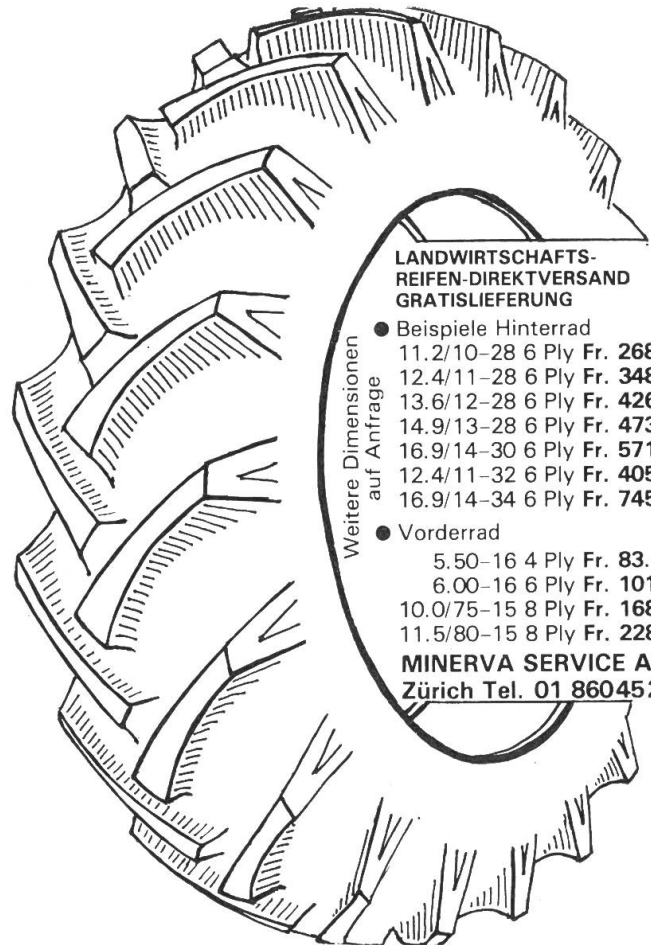 LANDWIRTSCHAFTS-
REIFEN-DIREKTVERSAND
GRATISLIEFERUNG
Weitere Dimensionen
auf Anfrage
● Beispiele Hinterrad
11.2/10–28 6 Ply Fr. 268
12.4/11–28 6 Ply Fr. 348
13.6/12–28 6 Ply Fr. 426
14.9/13–28 6 Ply Fr. 473
16.9/14–30 6 Ply Fr. 571
12.4/11–32 6 Ply Fr. 405
16.9/14–34 6 Ply Fr. 745
● Vorderrad
5.50–16 4 Ply Fr. 83.
6.00–16 6 Ply Fr. 101
10.0/75–15 8 Ply Fr. 168
11.5/80–15 8 Ply Fr. 228
MINERVA SERVICE A
Zürich Tel. 01 860452